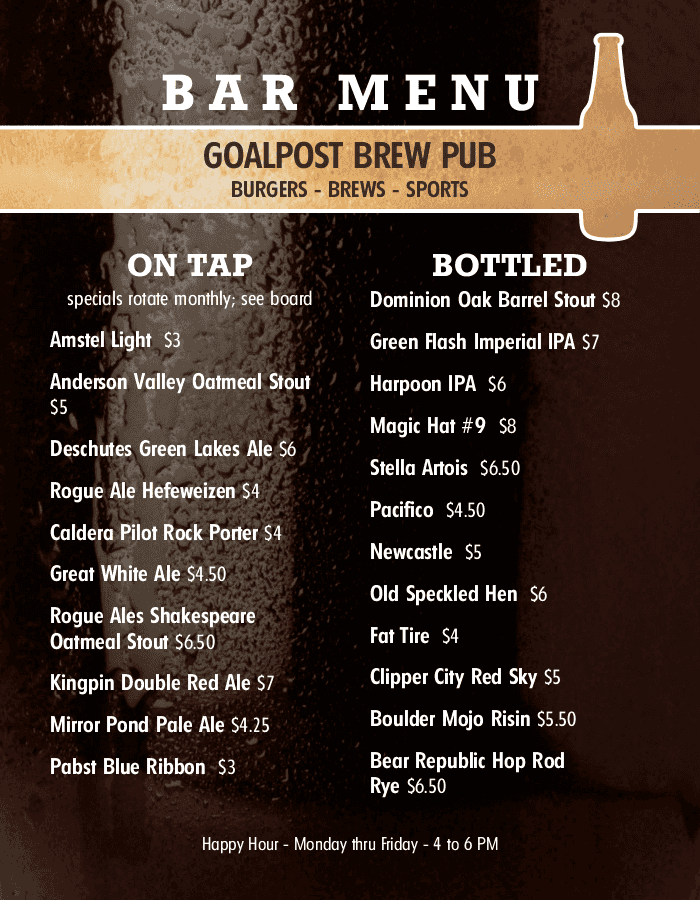 BAR MENU
GOALPOST BREW PUB
BURGERS - BREWS - SPORTS
ON TAP
specials rotate monthly; see board
Amstel Light $3
Anderson Valley Oatmeal Stout
$5
Deschutes Green Lakes Ale $6
Rogue Ale Hefeweizen $4
Caldera Pilot Rock Porter $4
Great White Ale $4.50
Rogue Ales Shakespeare
Oatmeal Stout $6.50
Kingpin Double Red Ale $7
Mirror Pond Pale Ale $4.25
Pabst Blue Ribbon $3
BOTTLED
Dominion Oak Barrel Stout $8
Green Flash Imperial IPA $7
Harpoon IPA $6
Magic Hat #9 $8
Stella Artois $6.50
Pacifico $4.50
Newcastle $5
Old Speckled Hen $6
Fat Tire $4
Clipper City Red Sky $5
Boulder Mojo Risin $5.50
Bear Republic Hop Rod
Rye $6.50
Happy Hour - Monday thru Friday - 4 to 6 PM